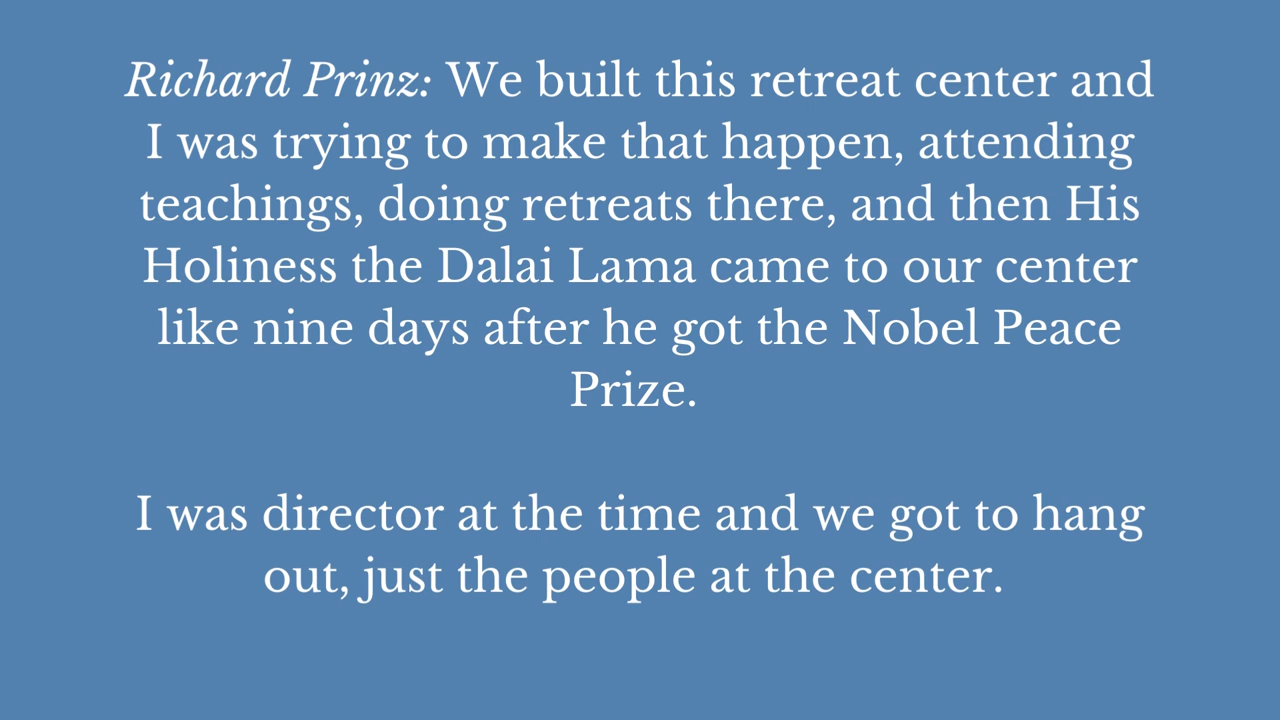 Richard Prinz: We built this retreat center and
I was trying to make that happen, attending
teachings, doing retreats there, and then His
Holiness the Dalai Lama came to our center
like nine days after he got the Nobel Peace
Prize.
I was director at the time and we got to hang
out, just the people at the center.